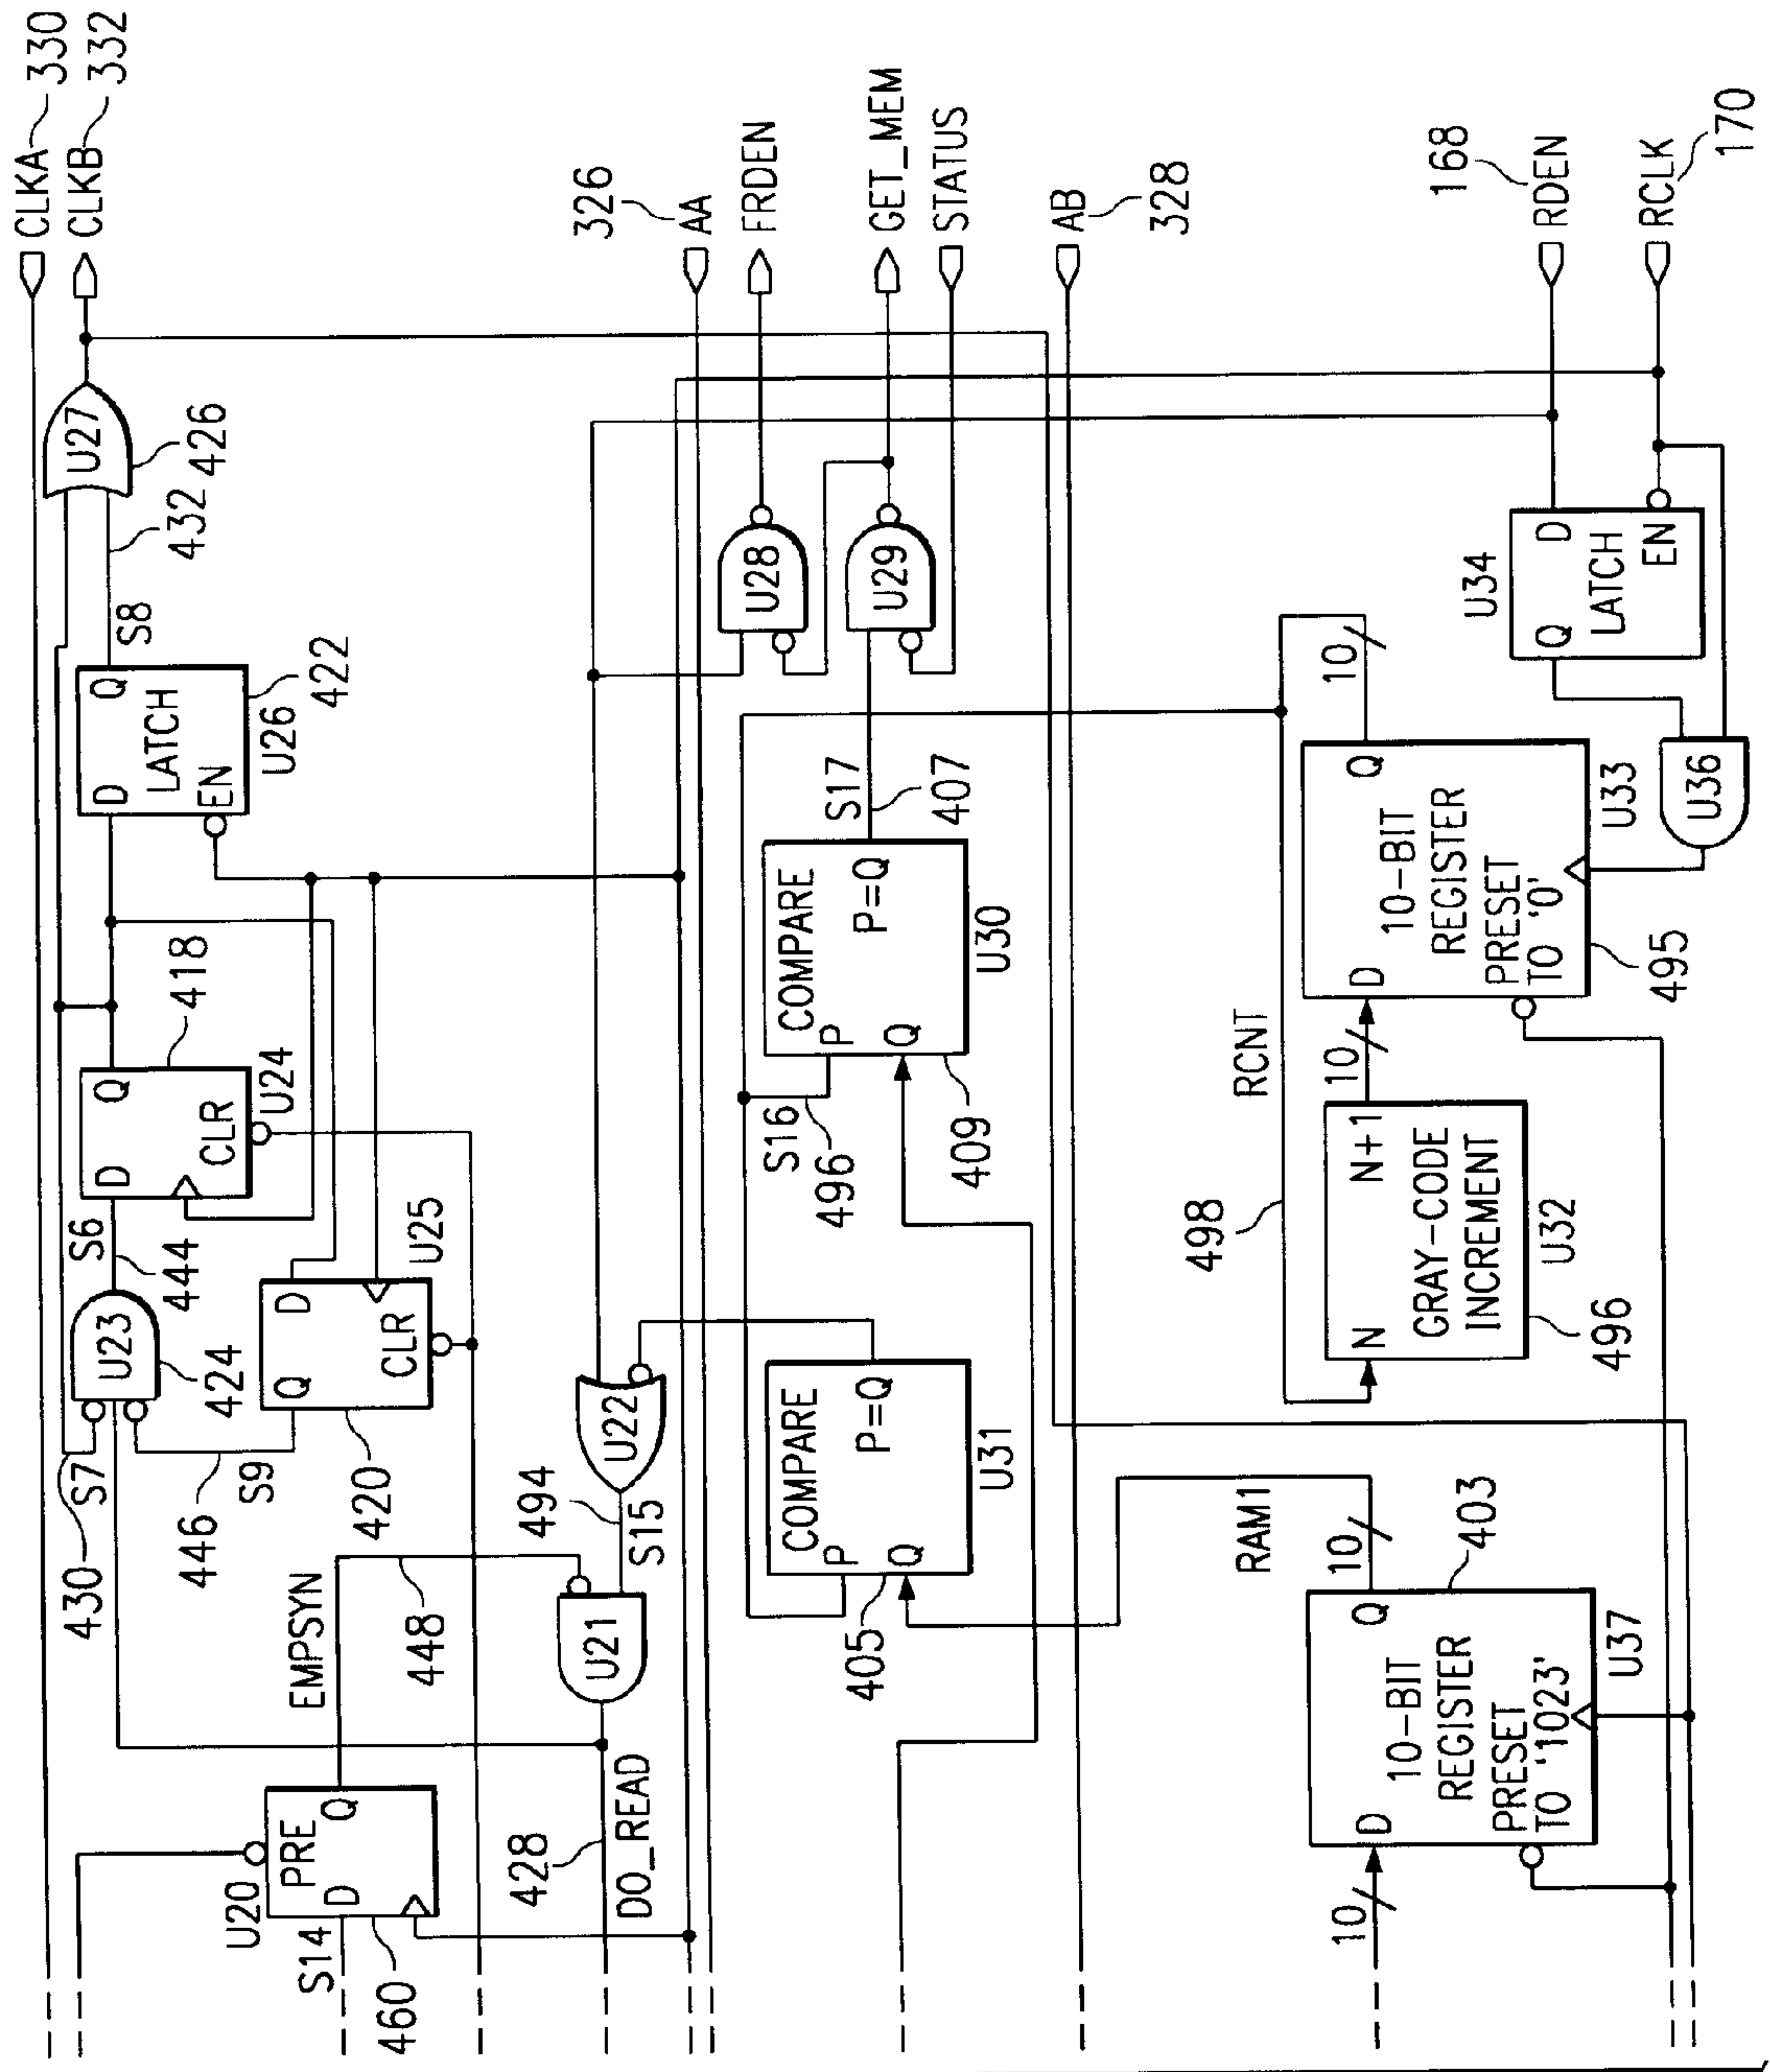 CLKA 330
CLKB 332
U27
426
432
S8
D Q
LATCH
EN
U26
422
418
D Q
CLR
U24
S6
444
U23
424
S7
430
S9
446
D
Q
CLR
U25
420
EMPSYN
448
U20
PRE
D Q
S14
460
U21
DO_READ
428
U22
494
S15
326
AA
FRDEN
U28
GET_MEM
U29
STATUS
AB
328
S17
407
COMPARE
P
P=Q
Q
U30
S16
496
409
COMPARE
P
P=Q
Q
U31
405
168
RDEN
RCLK
170
U34
Q D
LATCH
EN
U36
10
Q
10-BIT
REGISTER
PRESET
TO '0'
D
U33
495
RCNT
498
10
N N+1
GRAY-CODE
INCREMENT
U32
496
RAM1
10
403
D Q
10-BIT
REGISTER
PRESET
TO '1023'
U37
10